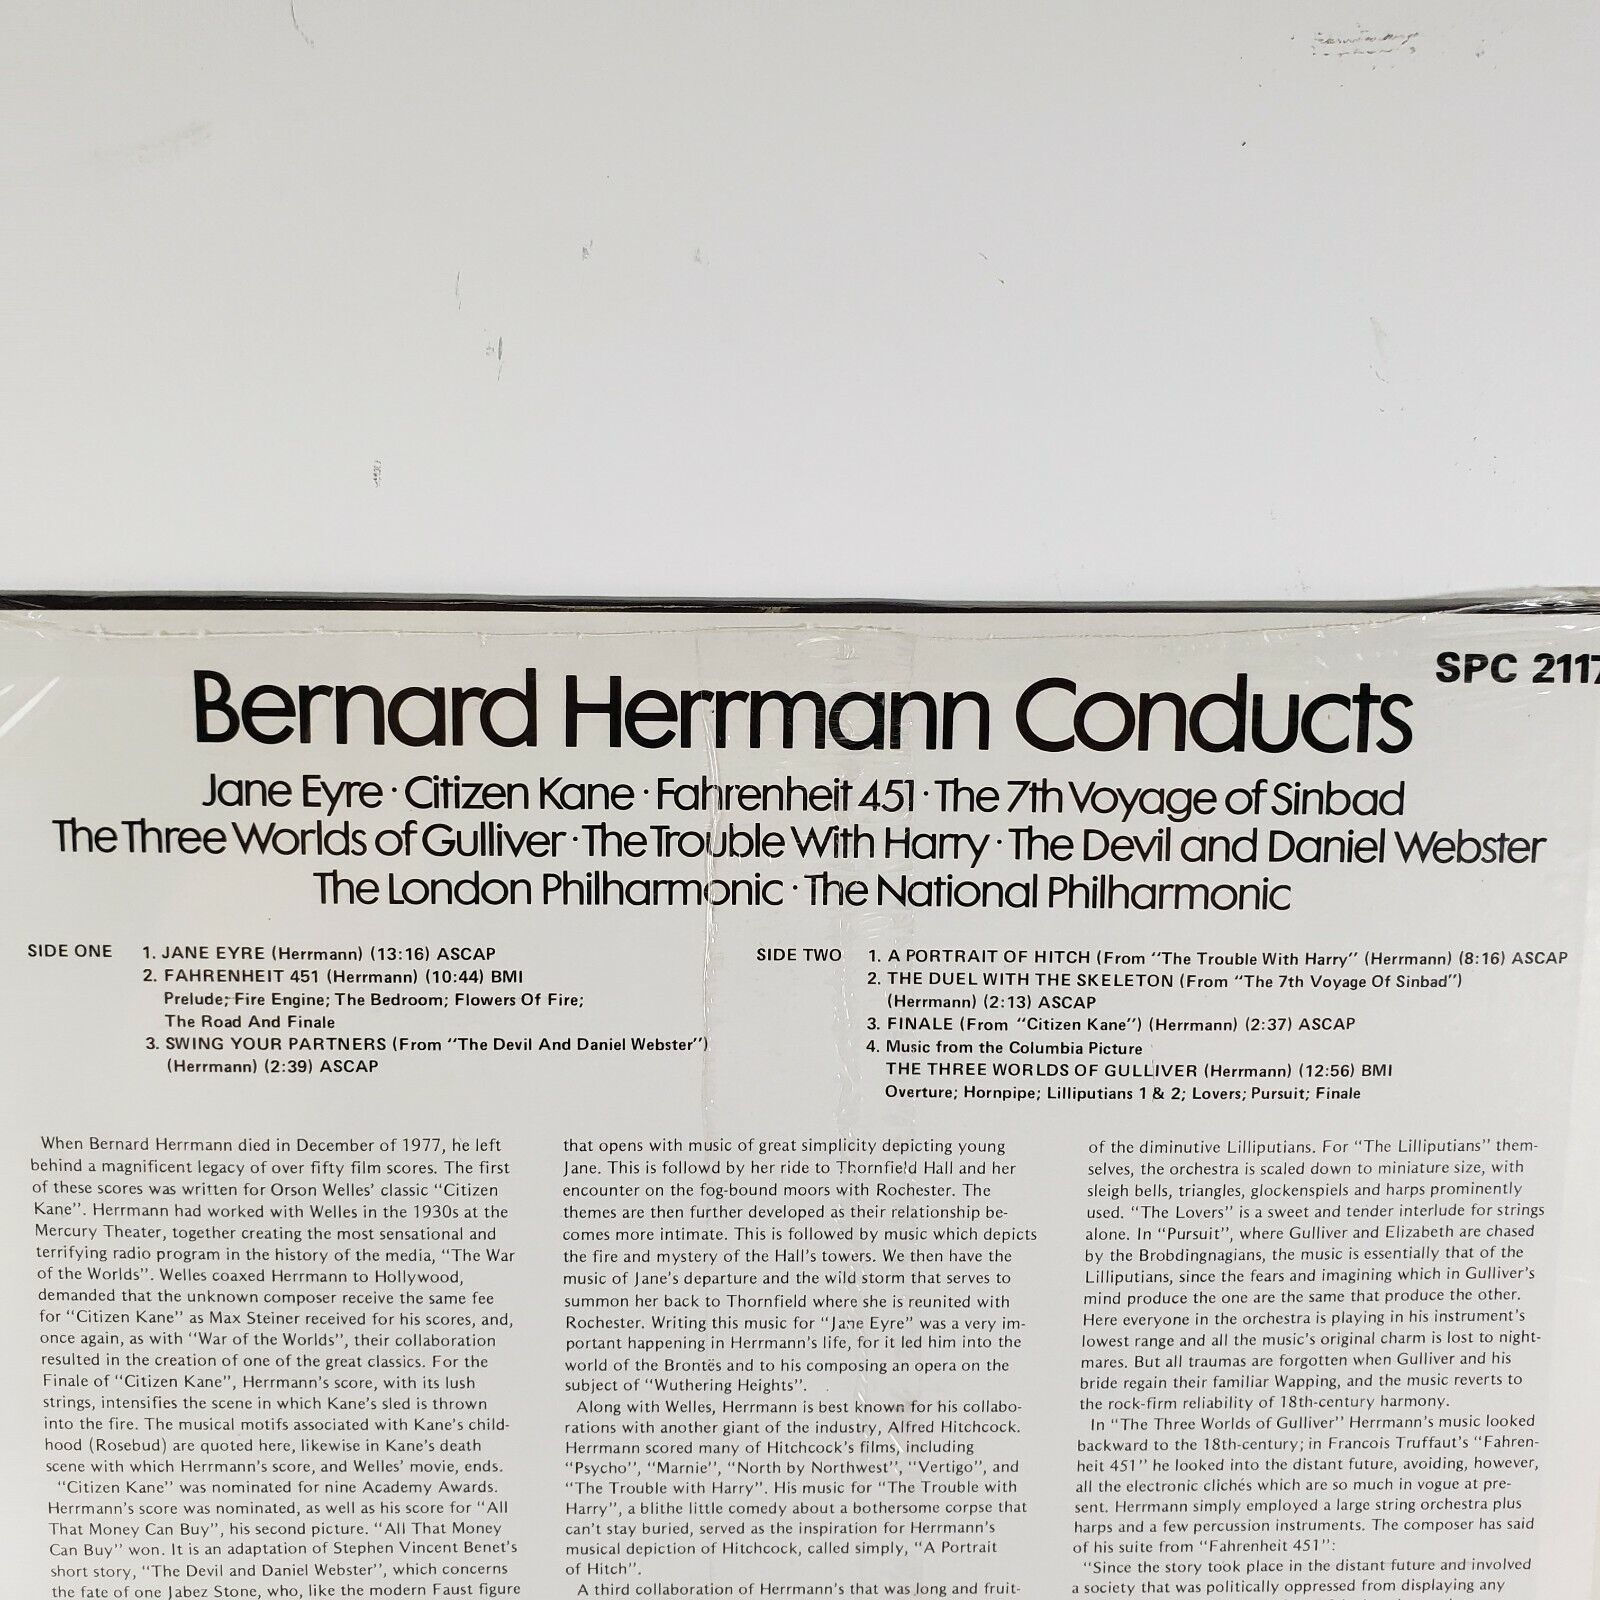 SPC 2117
Bernard Herrmann Conducts
Jane Eyre · Citizen Kane · Fahrenheit 451 · The 7th Voyage of Sinbad
The Three Worlds of Gulliver · The Trouble With Harry · The Devil and Daniel Webster
The London Philharmonic · The National Philharmonic
SIDE ONE
1. JANE EYRE (Herrmann) (13:16) ASCAP
2. FAHRENHEIT 451 (Herrmann) (10:44) BMI
Prelude; Fire Engine; The Bedroom; Flowers Of Fire;
The Road And Finale
3. SWING YOUR PARTNERS (From "The Devil And Daniel Webster")
(Herrmann) (2:39) ASCAP
SIDE TWO
1. A PORTRAIT OF HITCH (From "The Trouble With Harry" (Herrmann) (8:16) ASCAP
2. THE DUEL WITH THE SKELETON (From "The 7th Voyage Of Sinbad")
(Herrmann) (2:13) ASCAP
3. FINALE (From "Citizen Kane") (Herrmann) (2:37) ASCAP
4. Music from the Columbia Picture
THE THREE WORLDS OF GULLIVER (Herrmann) (12:56) BMI
Overture; Hornpipe; Lilliputians 1 & 2; Lovers; Pursuit; Finale
When Bernard Herrmann died in December of 1977, he left
behind a magnificent legacy of over fifty film scores. The first
of these scores was written for Orson Welles' classic "Citizen
Kane". Herrmann had worked with Welles in the 1930s at the
Mercury Theater, together creating the most sensational and
terrifying radio program in the history of the media, "The War
of the Worlds". Welles coaxed Herrmann to Hollywood,
demanded that the unknown composer receive the same fee
for "Citizen Kane" as Max Steiner received for his scores, and,
once again, as with "War of the Worlds", their collaboration
resulted in the creation of one of the great classics. For the
Finale of "Citizen Kane", Herrmann's score, with its lush
strings, intensifies the scene in which Kane's sled is thrown
into the fire. The musical motifs associated with Kane's child-
hood (Rosebud) are quoted here, likewise in Kane's death
scene with which Herrmann's score, and Welles' movie, ends.
"Citizen Kane" was nominated for nine Academy Awards.
Herrmann's score was nominated, as well as his score for "All
That Money Can Buy", his second picture. "All That Money
Can Buy" won. It is an adaptation of Stephen Vincent Benet's
short story, "The Devil and Daniel Webster", which concerns
the fate of one Jabez Stone, who, like the modern Faust figure
that opens with music of great simplicity depicting young
Jane. This is followd by her ride to Thornfield Hall and her
encounter on the fog-bound moors with Rochester. The
themes are then further developed as their relationship be-
comes more intimate. This is followed by music which depicts
the fire and mystery of the Hall's towers. We then have the
music of Jane's departure and the wild storm that serves to
summon her back to Thornfield where she is reunited with
Rochester. Writing this music for "Jane Eyre" was a very im-
portant happening in Herrmann's life, for it led him into the
world of the Brontës and to his composing an opera on the
subject of "Wuthering Heights".
Along with Welles, Herrmann is best known for his collabo-
rations with another giant of the industry, Alfred Hitchcock.
Herrmann scored many of Hitchcock's films, including
"Psycho", "Marnie", "North by Northwest", "Vertigo", and
"The Trouble with Harry". His music for "The Trouble with
Harry", a blithe little comedy about a bothersome corpse that
can't stay buried, served as the inspiration for Herrmann's
musical depiction of Hitchcock, called simply, "A Portrait
of Hitch".
A third collaboration of Herrmann's that was long and fruit-
of the diminutive Lilliputians. For "The Lilliputians" them-
selves, the orchestra is scaled down to miniature size, with
sleigh bells, triangles, glockenspiels and harps prominently
used. "The Lovers" is a sweet and tender interlude for strings
alone. In "Pursuit", where Gulliver and Elizabeth are chased
by the Brobdingnagians, the music is essentially that of the
Lilliputians, since the fears and imagining which in Gulliver's
mind produce the one are the same that produce the other.
Here everyone in the orchestra is playing in his instrument's
lowest range and all the music's original charm is lost to night-
mares. But all traumas are forgotten when Gulliver and his
bride regain their familiar Wapping, and the music reverts to
the rock-firm reliability of 18th-century harmony.
In "The Three Worlds of Gulliver" Herrmann's music looked
backward to the 18th-century; in Francois Truffaut's "Fahren-
heit 451" he looked into the distant future, avoiding, however,
all the electronic clichés which are so much in vogue at pre-
sent. Herrmann simply employed a large string orchestra plus
harps and a few percussion instruments. The composer has said
of his suite from "Fahrenheit 451":
"Since the story took place in the distant future and involved
a society that was politically oppressed from displaying any